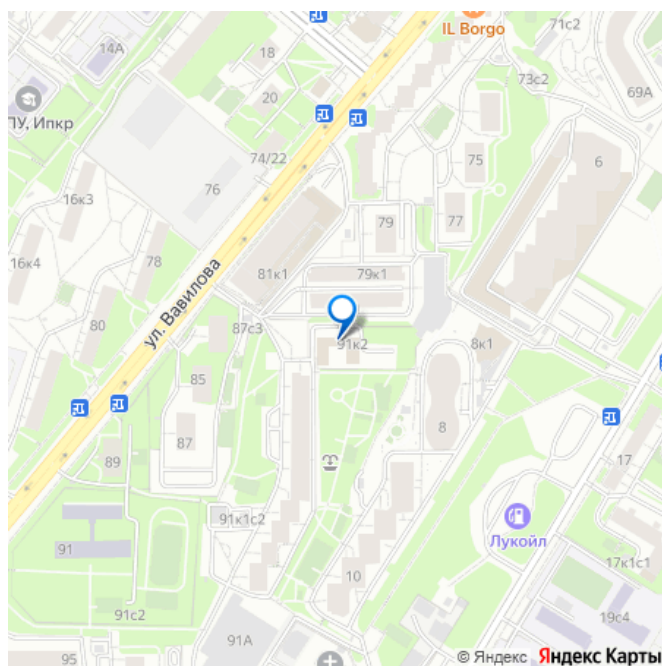 71с2
IL Borgo
14А
18
73с2
69А
20
ПУ, Ипкр
74/22
75
6
76
16к3
79
77
78
16к4
ул. Вавилова
81к1
79к1
80
87с3
91к2
8к1
85
8
87
89
17
91к1с2
Лукойл
91
10
17к1с1
91с2
19с4
91А
95
© Яндекс Яндекс Карты